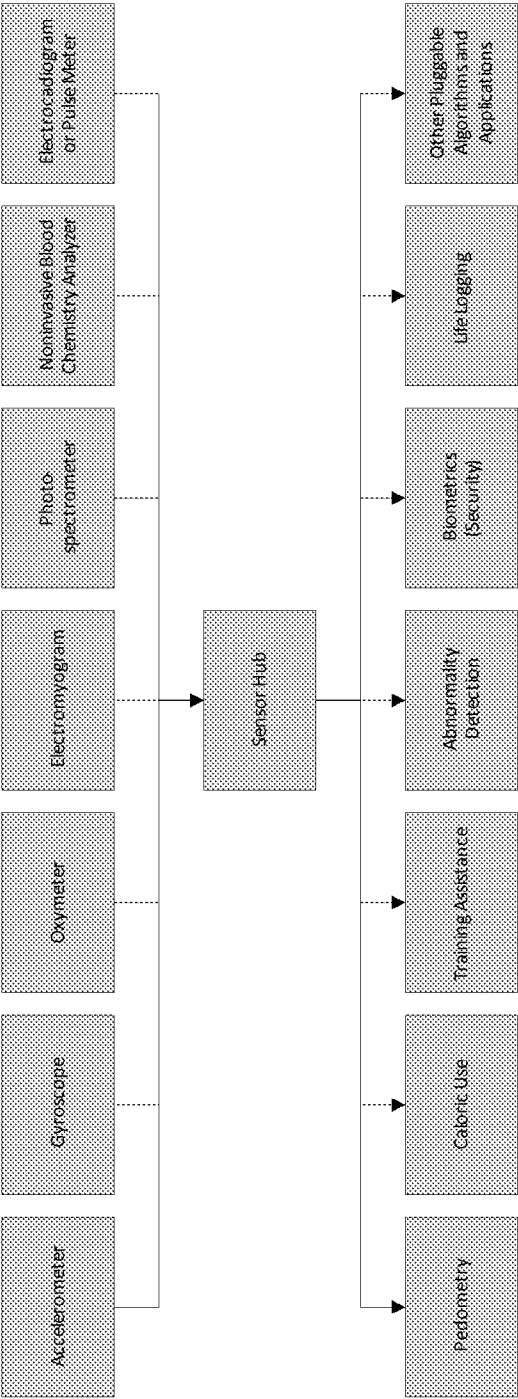 Accelerometer
Gyroscope
Oxymeter
Electromyogram
Photo-
spectrometer
Noninvasive Blood
Chemistry Analyzer
Electrocadiogram
or Pulse Meter
Sensor Hub
Pedometry
Caloric Use
Training Assistance
Abnormality
Detection
Biometrics
(Security)
Life Logging
Other Pluggable
Algorithms and
Applications